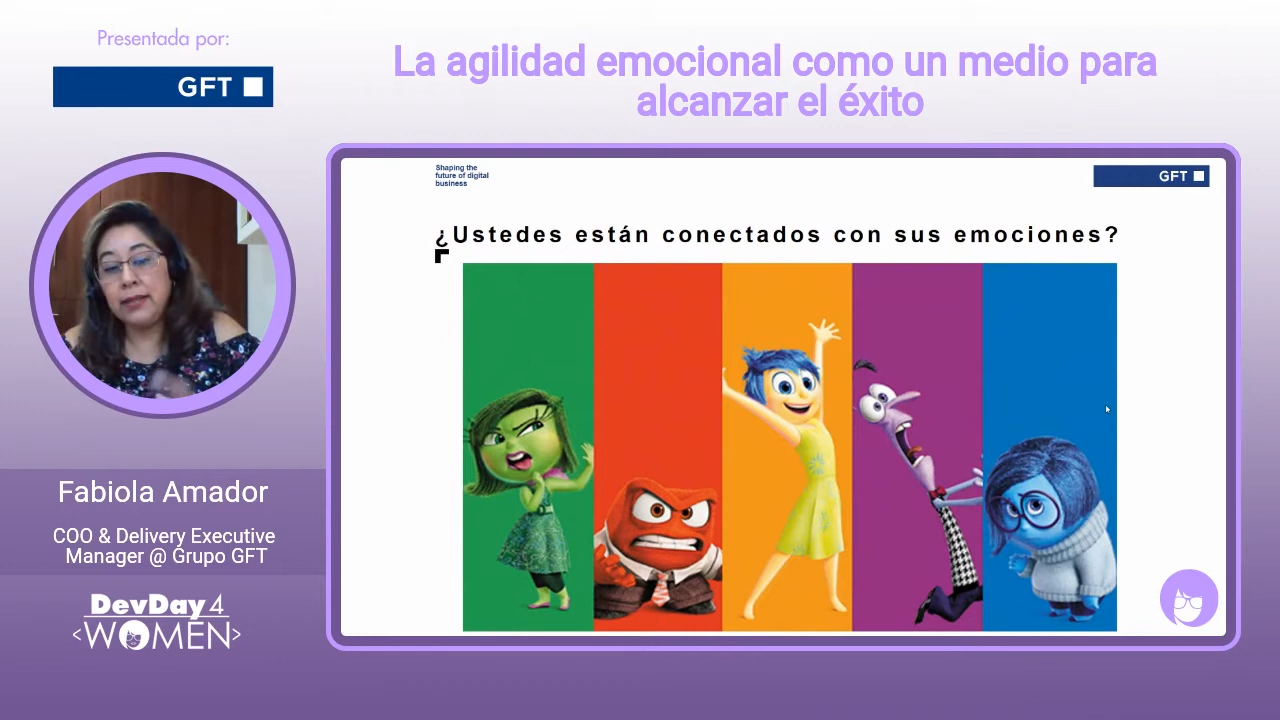 Presentada por:
GFT
La agilidad emocional como un medio para
alcanzar el éxito
Shaping the
future of digital
business
GFT
¿Ustedes están conectados con sus emociones?
Fabiola Amador
COO & Delivery Executive
Manager @ Grupo GFT
DevDay 4
<WOMEN>